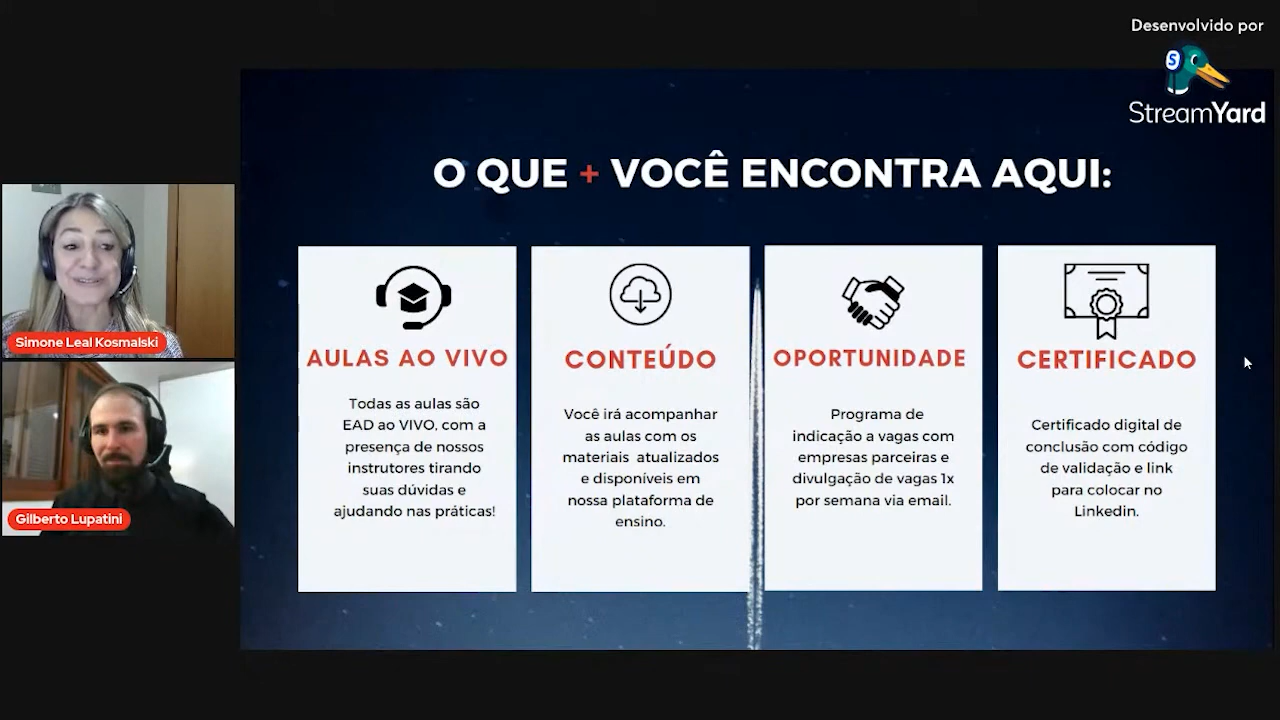 Desenvolvido por
StreamYard
O QUE + VOCÊ ENCONTRA AQUI:
Simone Leal Kosmalski
Gilberto Lupatini
AULAS AO VIVO
Todas as aulas são
EAD ao VIVO, com a
presença de nossos
instrutores tirando
suas dúvidas e
ajudando nas práticas!
CONTEÚDO
Você irá acompanhar
as aulas com os
materiais atualizados
e disponíveis em
nossa plataforma de
ensino.
OPORTUNIDADE
Programa de
indicação a vagas com
empresas parceiras e
divulgação de vagas 1x
por semana via email.
CERTIFICADO
Certificado digital de
conclusão com código
de validação e link
para colocar no
Linkedin.